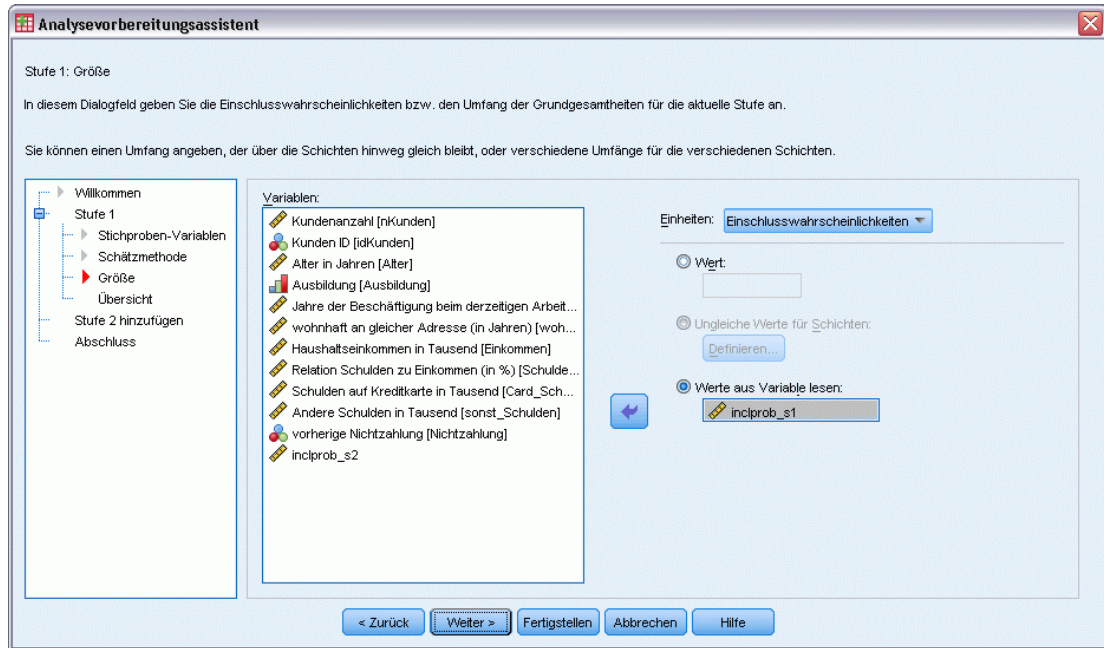 Analysevorbereitungsassistent
Stufe 1: Größe
In diesem Dialogfeld geben Sie die Einschlusswahrscheinlichkeiten bzw. den Umfang der Grundgesamtheiten für die aktuelle Stufe an.
Sie können einen Umfang angeben, der über die Schichten hinweg gleich bleibt, oder verschiedene Umfänge für die verschiedenen Schichten.
Willkommen
Stufe 1
Stichproben-Variablen
Schätzmethode
Größe
Übersicht
Stufe 2 hinzufügen
Abschluss
Variablen:
Kundenanzahl [nKunden]
Kunden ID [idKunden]
Alter in Jahren [Alter]
Ausbildung [Ausbildung]
Jahre der Beschäftigung beim derzeitigen Arbeit...
wohnhaft an gleicher Adresse (in Jahren) [woh...
Haushaltseinkommen in Tausend [Einkommen]
Relation Schulden zu Einkommen (in %) [Schulde...
Schulden auf Kreditkarte in Tausend [Card_Sch...
Andere Schulden in Tausend [sonst_Schulden]
vorherige Nichtzahlung [Nichtzahlung]
inclprob_s2
Einheiten: Einschlusswahrscheinlichkeiten
Wert:
Ungleiche Werte für Schichten:
Definieren...
Werte aus Variable lesen:
inclprob_s1
< Zurück Weiter > Fertigstellen Abbrechen Hilfe